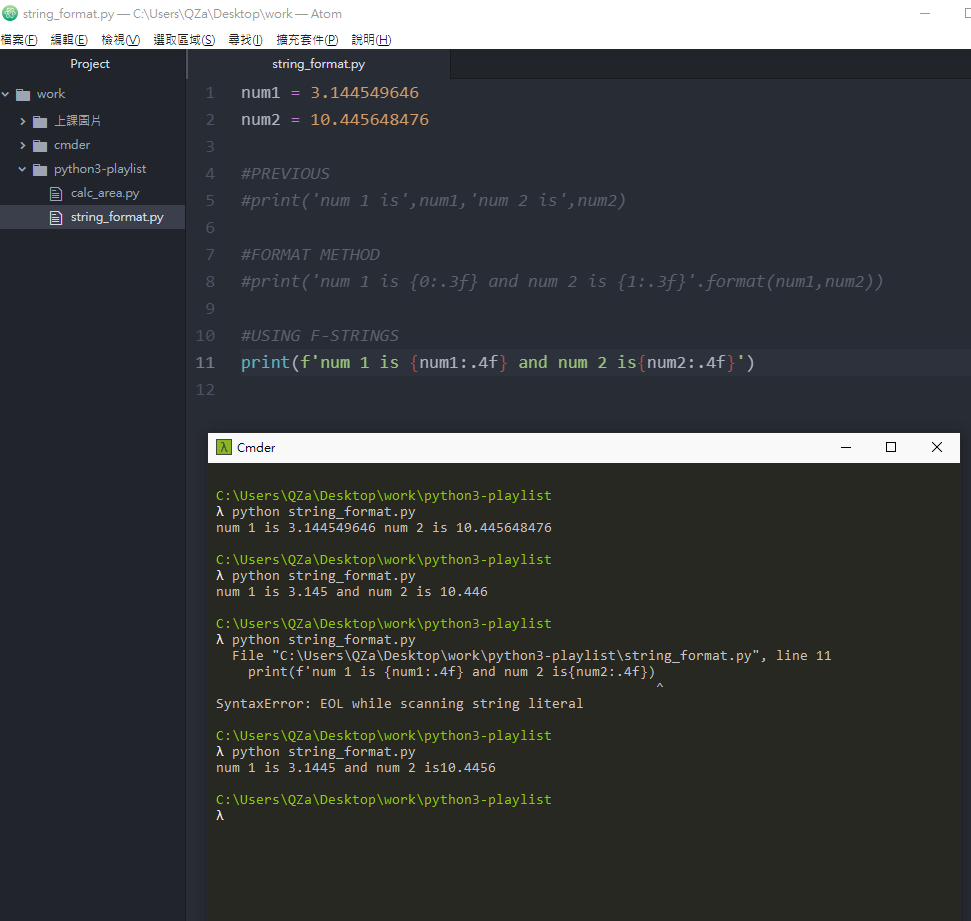 string_format.py — C:\Users\QZa\Desktop\work — Atom
檔案(F) 編輯(E) 檢視(V) 選取區域(S) 尋找(I) 擴充套件(P) 說明(H)
Project
work
上課圖片
cmder
python3-playlist
calc_area.py
string_format.py
string_format.py
1 num1 = 3.144549646
2 num2 = 10.445648476
3
4 #PREVIOUS
5 #print('num 1 is',num1,'num 2 is',num2)
6
7 #FORMAT METHOD
8 #print('num 1 is {0:.3f} and num 2 is {1:.3f}'.format(num1,num2))
9
10 #USING F-STRINGS
11 print(f'num 1 is {num1:.4f} and num 2 is{num2:.4f}')
12
λ Cmder
C:\Users\QZa\Desktop\work\python3-playlist
λ python string_format.py
num 1 is 3.144549646 num 2 is 10.445648476
C:\Users\QZa\Desktop\work\python3-playlist
λ python string_format.py
num 1 is 3.145 and num 2 is 10.446
C:\Users\QZa\Desktop\work\python3-playlist
λ python string_format.py
File "C:\Users\QZa\Desktop\work\python3-playlist\string_format.py", line 11
print(f'num 1 is {num1:.4f} and num 2 is{num2:.4f})
^
SyntaxError: EOL while scanning string literal
C:\Users\QZa\Desktop\work\python3-playlist
λ python string_format.py
num 1 is 3.1445 and num 2 is10.4456
C:\Users\QZa\Desktop\work\python3-playlist
λ